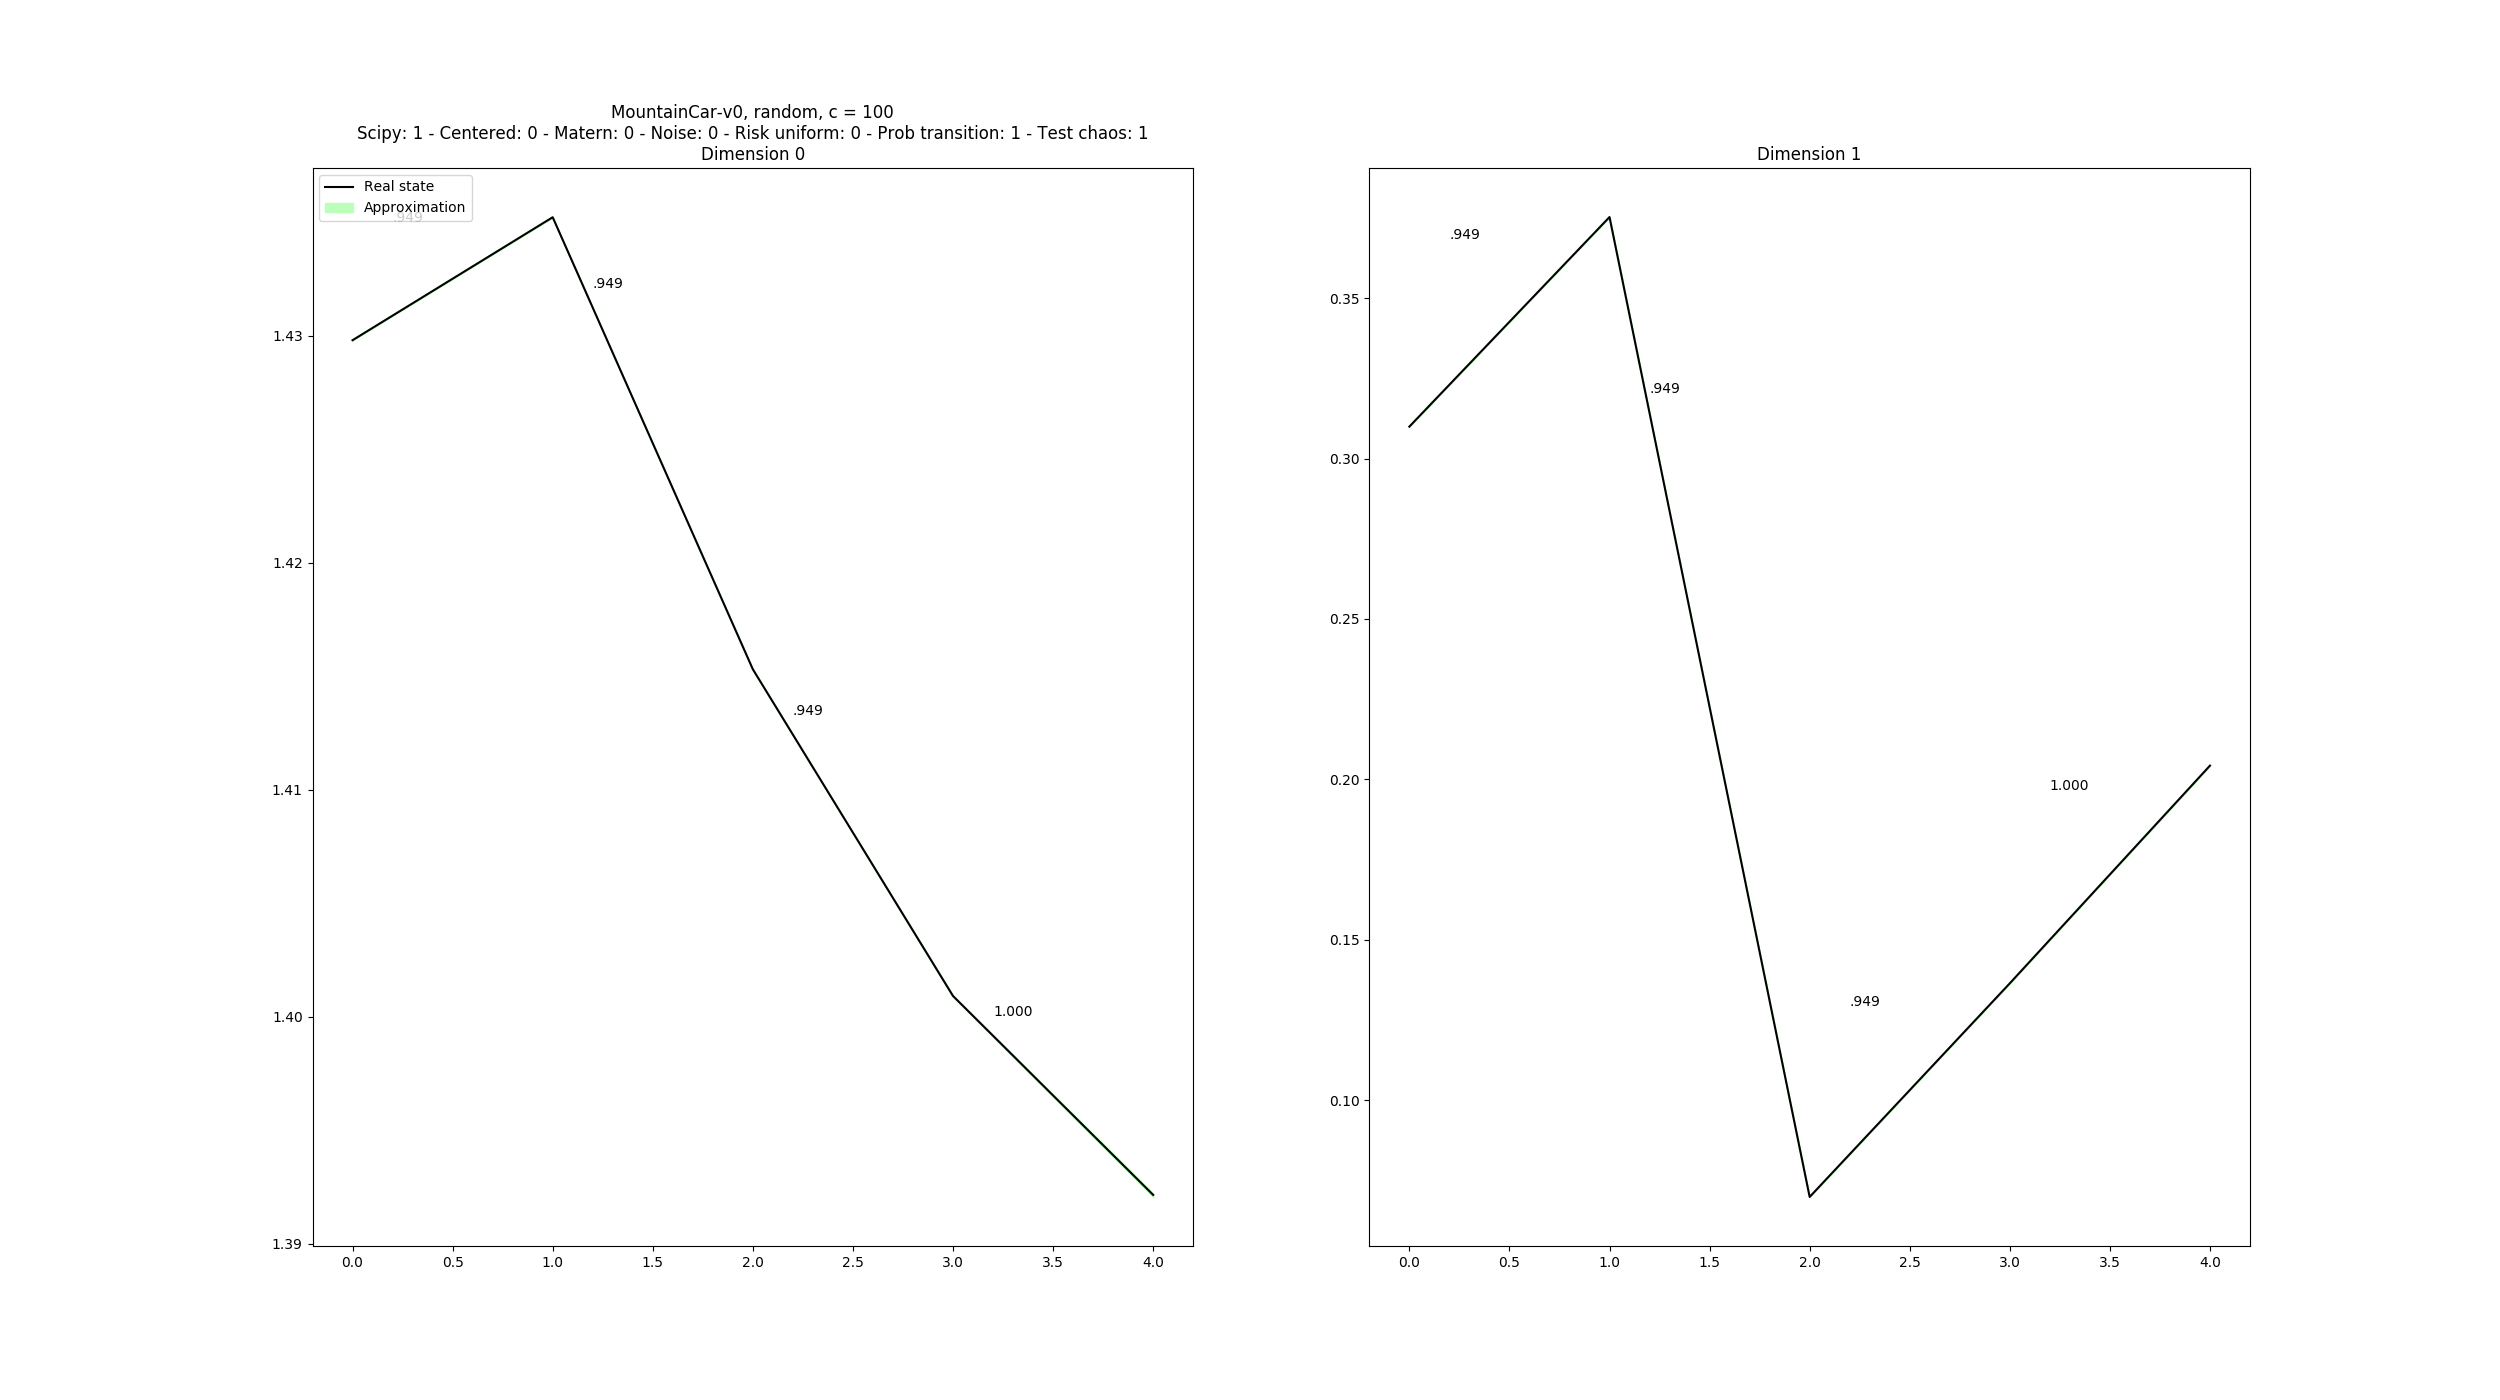 MountainCar-v0, random, c = 100
Scipy: 1 - Centered: 0 - Matern: 0 - Noise: 0 - Risk uniform: 0 - Prob transition: 1 - Test chaos: 1
Dimension 0
Real state
Approximation
.949
.949
.949
1.000
1.43
1.42
1.41
1.40
1.39
0.0 0.5 1.0 1.5 2.0 2.5 3.0 3.5 4.0
Dimension 1
.949
.949
.949
1.000
0.35
0.30
0.25
0.20
0.15
0.10
0.0 0.5 1.0 1.5 2.0 2.5 3.0 3.5 4.0